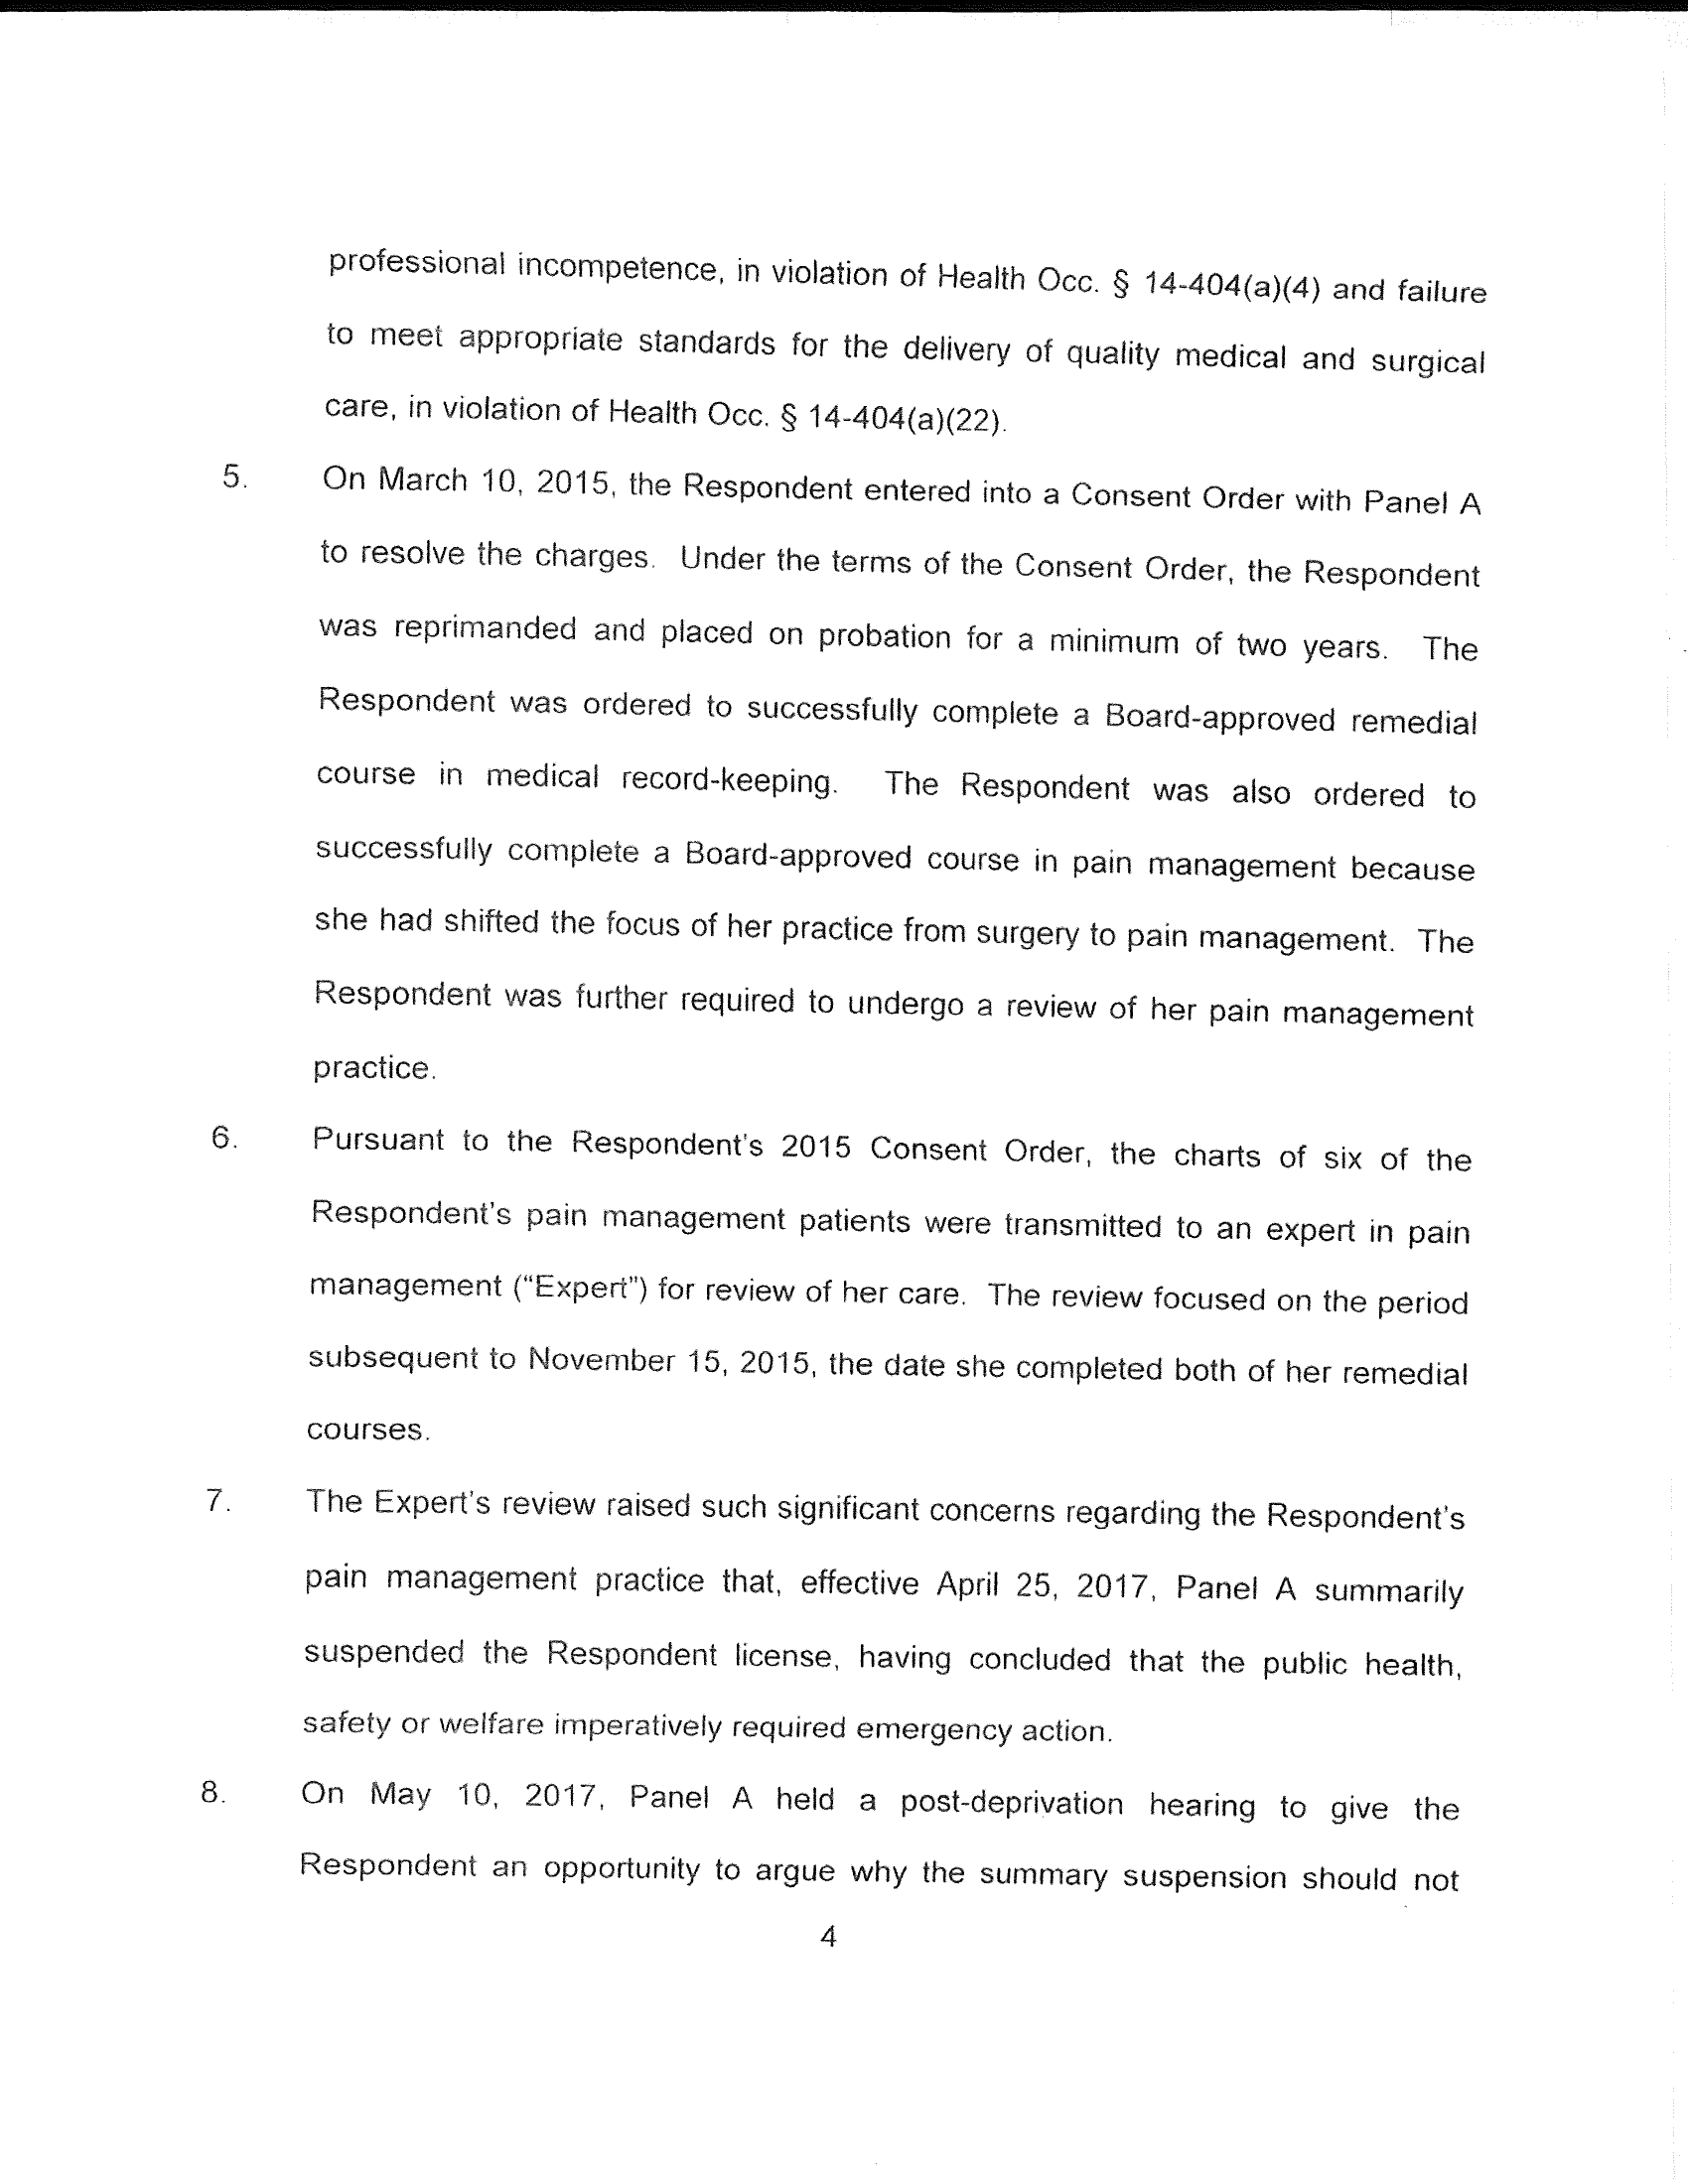 professional incompetence, in violation of Health Occ. § 14-404(a)(4) and failure
to meet appropriate standards for the delivery of quality medical and surgical
care, in violation of Health Occ. § 14-404(a)(22).
5. On March 10, 2015, the Respondent entered into a Consent Order with Panel A
to resolve the charges. Under the terms of the Consent Order, the Respondent
was reprimanded and placed on probation for a minimum of two years. The
Respondent was ordered to successfully complete a Board-approved remedial
course in medical record-keeping. The Respondent was also ordered to
successfully complete a Board-approved course in pain management because
she had shifted the focus of her practice from surgery to pain management. The
Respondent was further required to undergo a review of her pain management
practice.
6. Pursuant to the Respondent's 2015 Consent Order, the charts of six of the
Respondent's pain management patients were transmitted to an expert in pain
management (“Expert”) for review of her care. The review focused on the period
subsequent to November 15, 2015, the date she completed both of her remedial
courses.
7. The Expert's review raised such significant concerns regarding the Respondent's
pain management practice that, effective April 25, 2017, Panel A summarily
suspended the Respondent license, having concluded that the public health,
safety or welfare imperatively required emergency action.
8. On May 10, 2017, Panel A held a post-deprivation hearing to give the
Respondent an opportunity to argue why the summary suspension should not
4